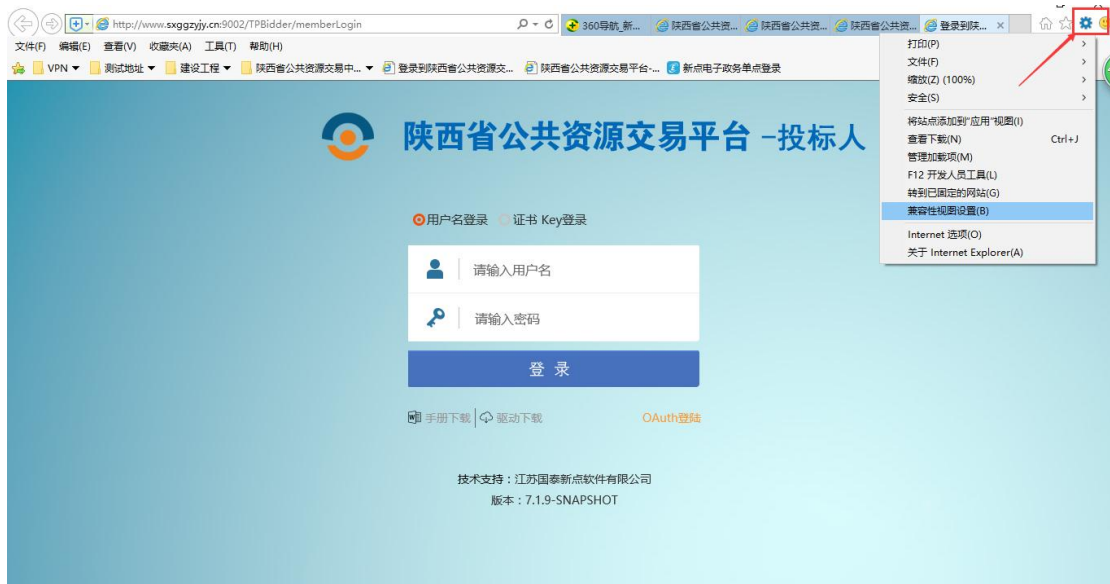 http://www.sxggzyjy.cn:9002/TPBidder/memberLogin
360导航_新...
陕西省公共资...
陕西省公共资...
陕西省公共资...
登录到陕...
文件(F) 编辑(E) 查看(V) 收藏夹(A) 工具(T) 帮助(H)
VPN 测试地址 建设工程 陕西省公共资源交易中... 登录到陕西省公共资源交... 陕西省公共资源交易平台-... 新点电子政务单点登录
打印(P)
文件(F)
缩放(Z) (100%)
安全(S)
将站点添加到“应用”视图(I)
查看下载(N) Ctrl+J
管理加载项(M)
F12 开发人员工具(L)
转到已固定的网站(G)
兼容性视图设置(B)
Internet 选项(O)
关于 Internet Explorer(A)
陕西省公共资源交易平台 -投标人
用户名登录 证书 Key登录
请输入用户名
请输入密码
登 录
手册下载 驱动下载 OAuth登陆
技术支持：江苏国泰新点软件有限公司
版本：7.1.9-SNAPSHOT